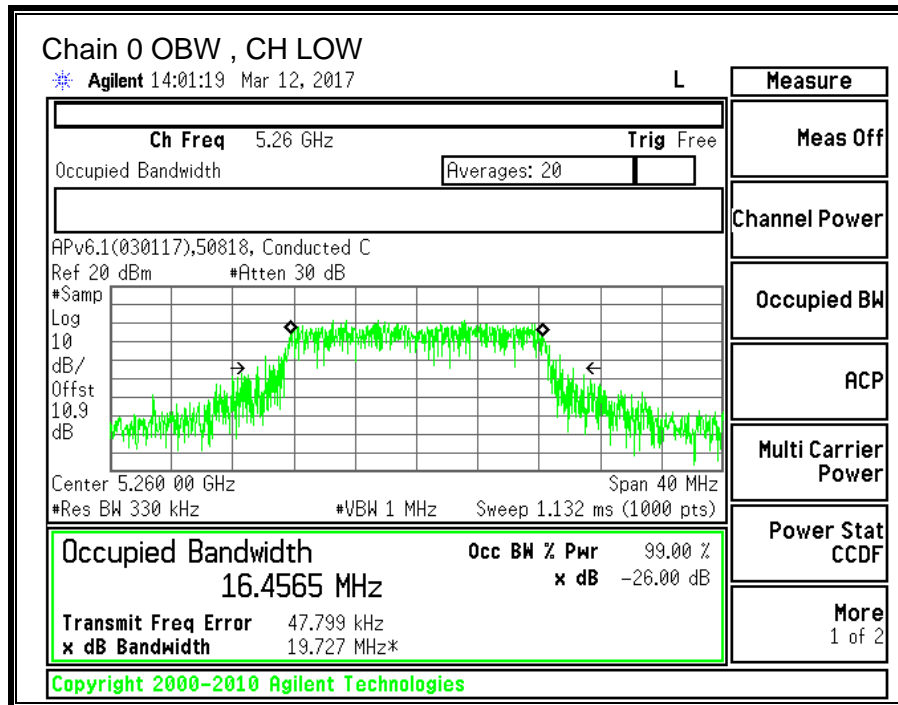 Chain 0 OBW , CH LOW
Agilent 14:01:19 Mar 12, 2017 L
Measure
Ch Freq 5.26 GHz Trig Free
Meas Off
Occupied Bandwidth Averages: 20
Channel Power
APv6.1(030117),50818, Conducted C
Ref 20 dBm #Atten 30 dB
#Samp
Log
10
dB/
Offst
10.9
dB
Occupied BW
ACP
Multi Carrier
Power
Center 5.260 00 GHz Span 40 MHz
#Res BW 330 kHz #VBW 1 MHz Sweep 1.132 ms (1000 pts)
Power Stat
CCDF
Occupied Bandwidth Occ BW % Pwr 99.00 %
16.4565 MHz x dB -26.00 dB
Transmit Freq Error 47.799 kHz
x dB Bandwidth 19.727 MHz*
More
1 of 2
Copyright 2000-2010 Agilent Technologies